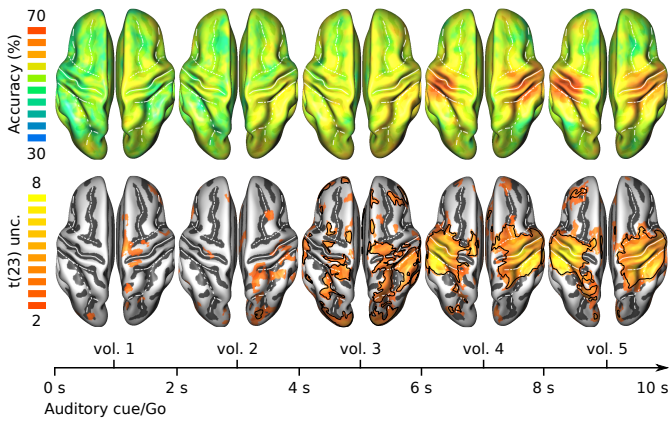 70
Accuracy (%)
30
8
t(23) unc.
2
vol. 1 vol. 2 vol. 3 vol. 4 vol. 5
0 s 2 s 4 s 6 s 8 s 10 s
Auditory cue/Go